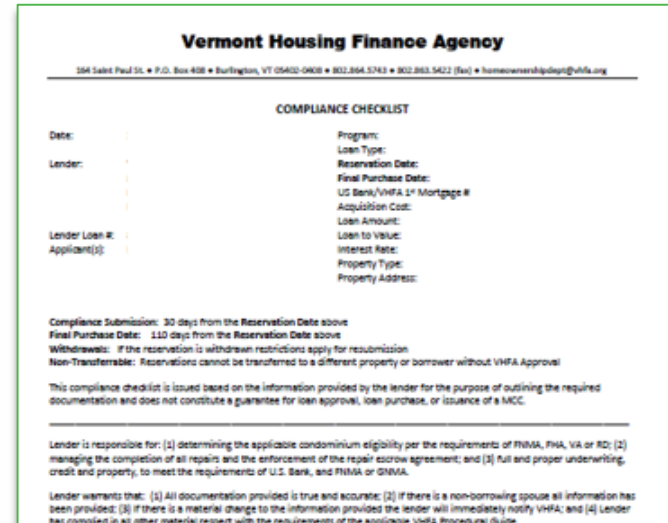 Vermont Housing Finance Agency
164 Saint Paul St. • P.O. Box 408 • Burlington, VT 05402-0408 • 802.864.5743 • 802.863.5422 (fax) • homeownershipdept@vhfa.org
COMPLIANCE CHECKLIST
Date:
Lender:
Lender Loan #:
Applicant(s):
Program:
Loan Type:
Reservation Date:
Final Purchase Date:
US Bank/VHFA 1st Mortgage #
Acquisition Cost:
Loan Amount:
Loan to Value:
Interest Rate:
Property Type:
Property Address:
Compliance Submission: 30 days from the Reservation Date above
Final Purchase Date: 110 days from the Reservation Date above
Withdrawals: If the reservation is withdrawn restrictions apply for resubmission
Non-Transferrable: Reservations cannot be transferred to a different property or borrower without VHFA Approval
This compliance checklist is issued based on the information provided by the lender for the purpose of outlining the required
documentation and does not constitute a guarantee for loan approval, loan purchase, or issuance of a MCC.
Lender is responsible for: (1) determining the applicable condominium eligibility per the requirements of FNMA, FHA, VA or RD; (2)
managing the completion of all repairs and the enforcement of the repair escrow agreement; and (3) full and proper underwriting,
credit and property, to meet the requirements of U.S. Bank, and FNMA or GNMA.
Lender warrants that: (1) All documentation provided is true and accurate; (2) If there is a non-borrowing spouse all information has
been provided; (3) If there is a material change to the information provided the lender will immediately notify VHFA; and (4) Lender
has complied in all other material respect with the requirements of the applicable VHFA Procedural Guide.